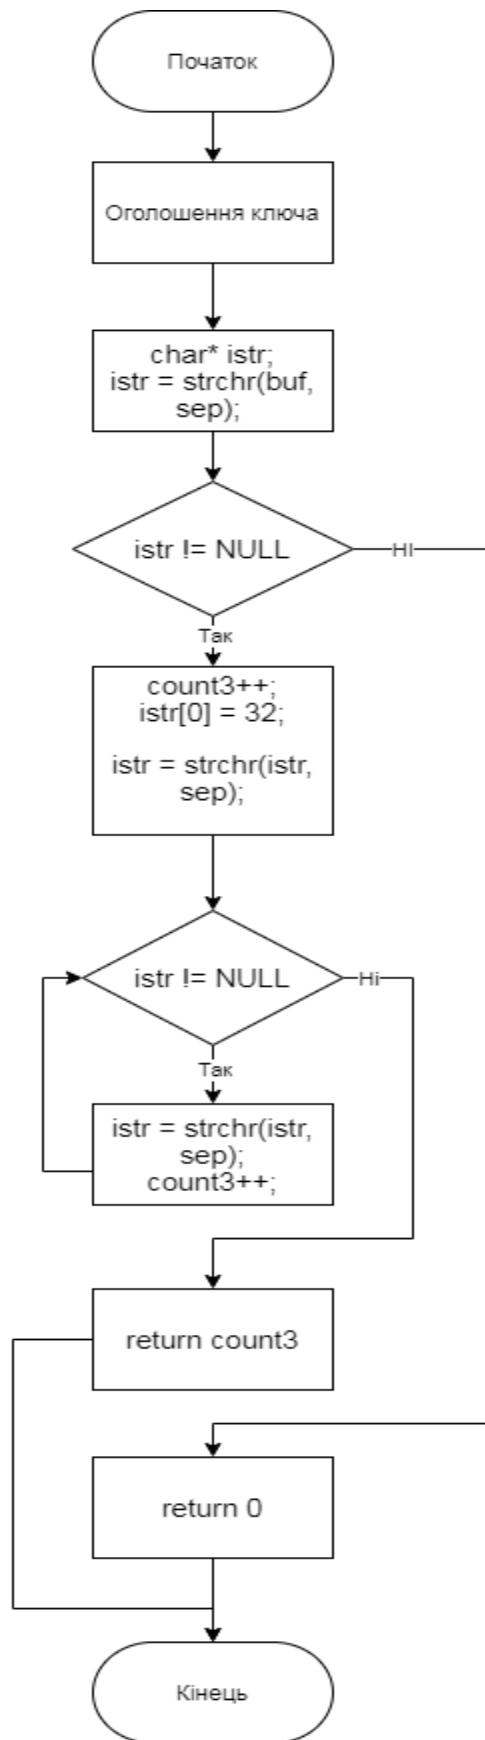 Початок
Оголошення ключа
char* istr;
istr = strchr(buf,
sep);
istr != NULL
НІ
Так
count3++;
istr[0] = 32;
istr = strchr(istr,
sep);
istr != NULL
Ні
Так
istr = strchr(istr,
sep);
count3++;
return count3
return 0
Кінець